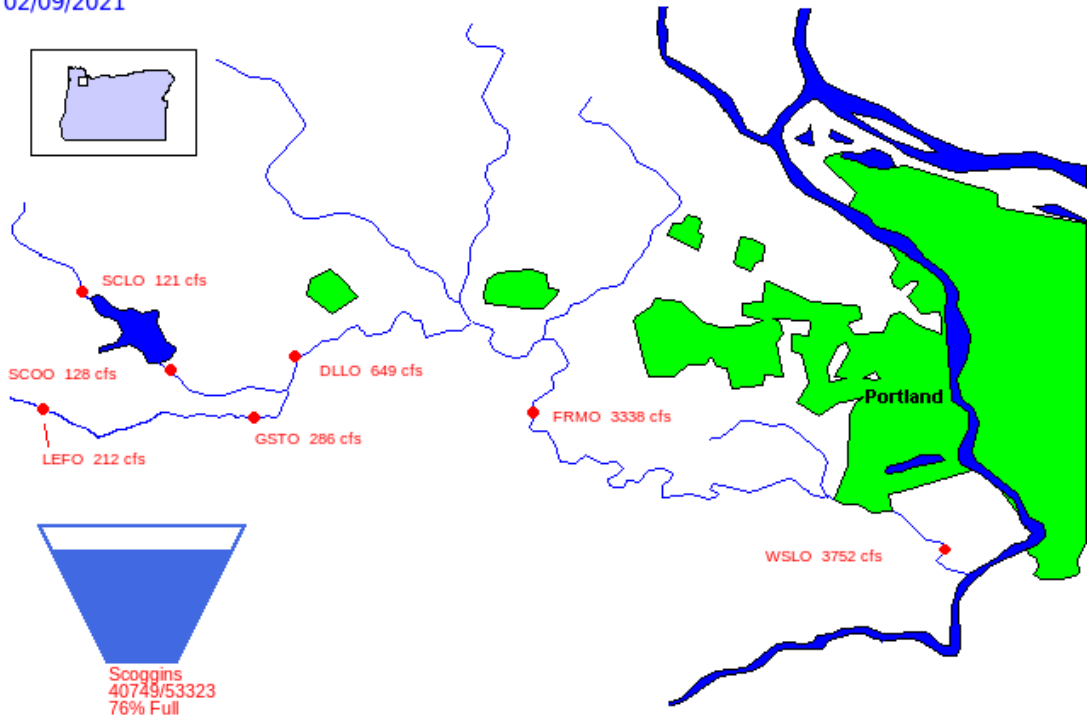 02/09/2021
SCLO 121 cfs
SCOO 128 cfs
DLLO 649 cfs
Portland
FRMO 3338 cfs
GSTO 286 cfs
LEFO 212 cfs
WSLO 3752 cfs
Scoggins
40749/53323
76% Full